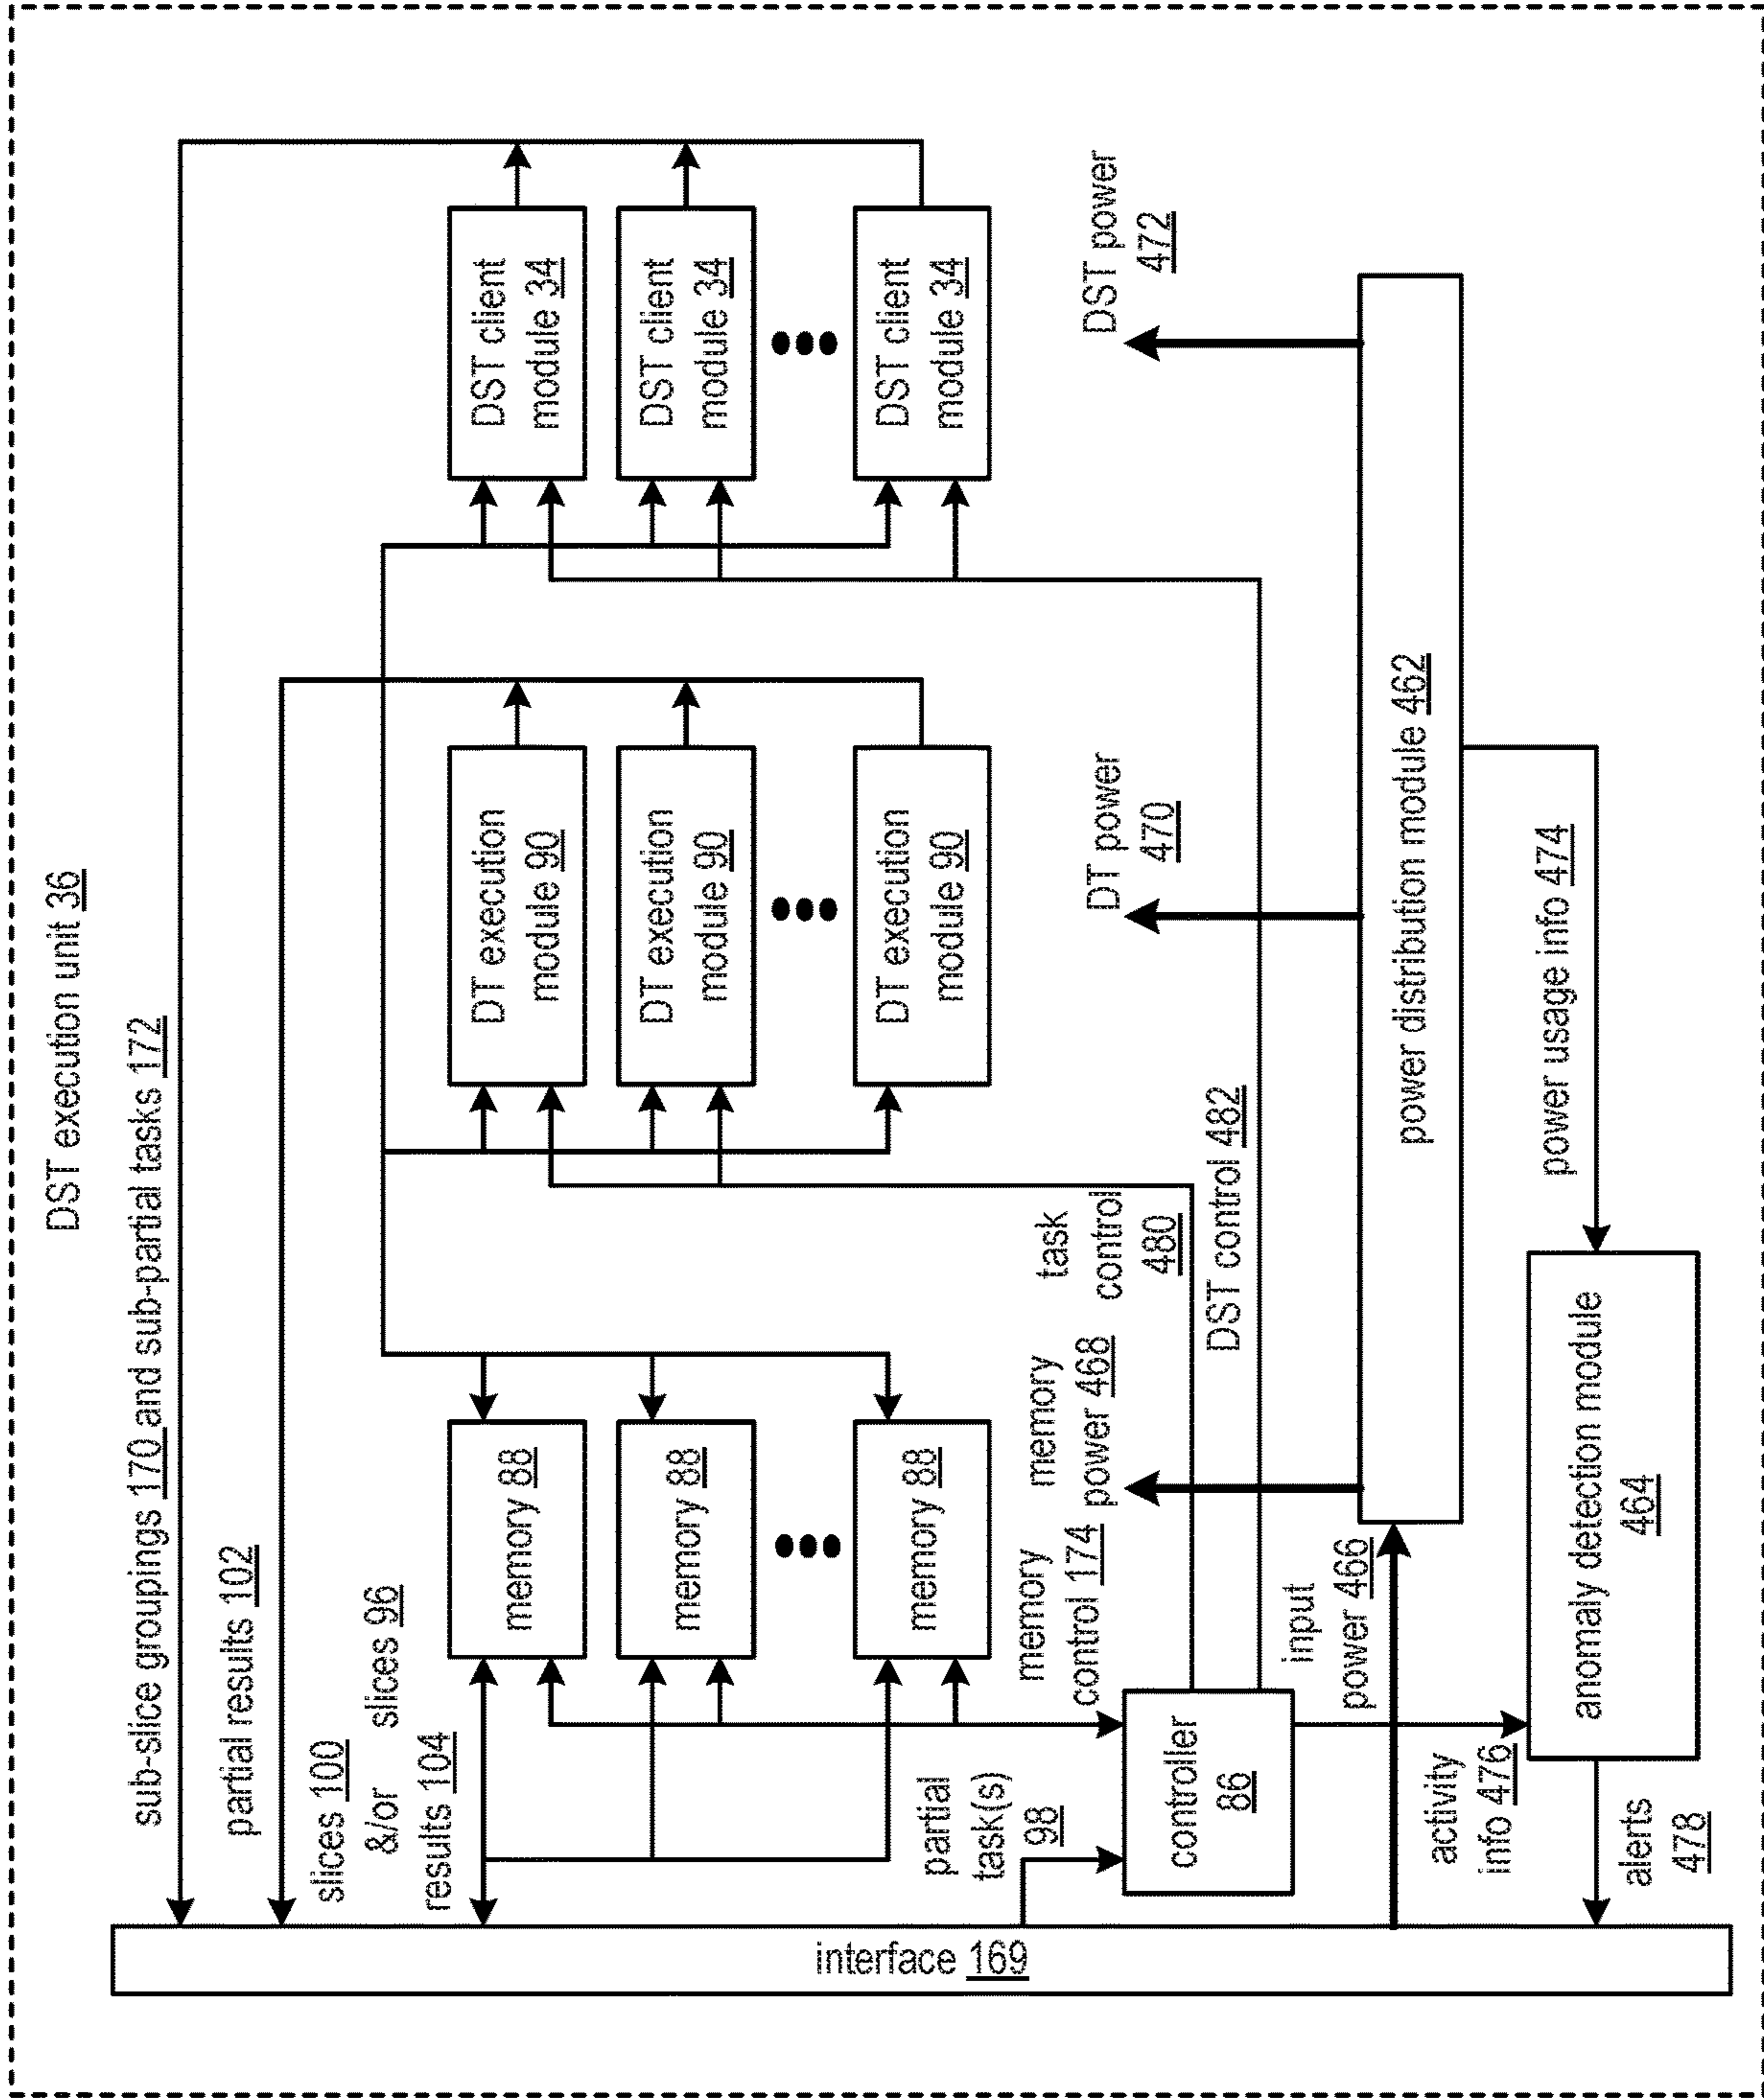 DST execution unit 36
sub-slice groupings 170 and sub-partial tasks 172
partial results 102
slices 100
&/or slices 96
results 104
memory 88
memory 88
memory 88
DT execution
module 90
DT execution
module 90
DT execution
module 90
DST client
module 34
DST client
module 34
DST client
module 34
interface 169
partial
task(s)
98
controller
86
memory
control 174
memory
power 468
task
control
480
DST control 482
DT power
470
DST power
472
input
power 466
power distribution module 462
activity
info 476
power usage info 474
anomaly detection module
464
alerts
478